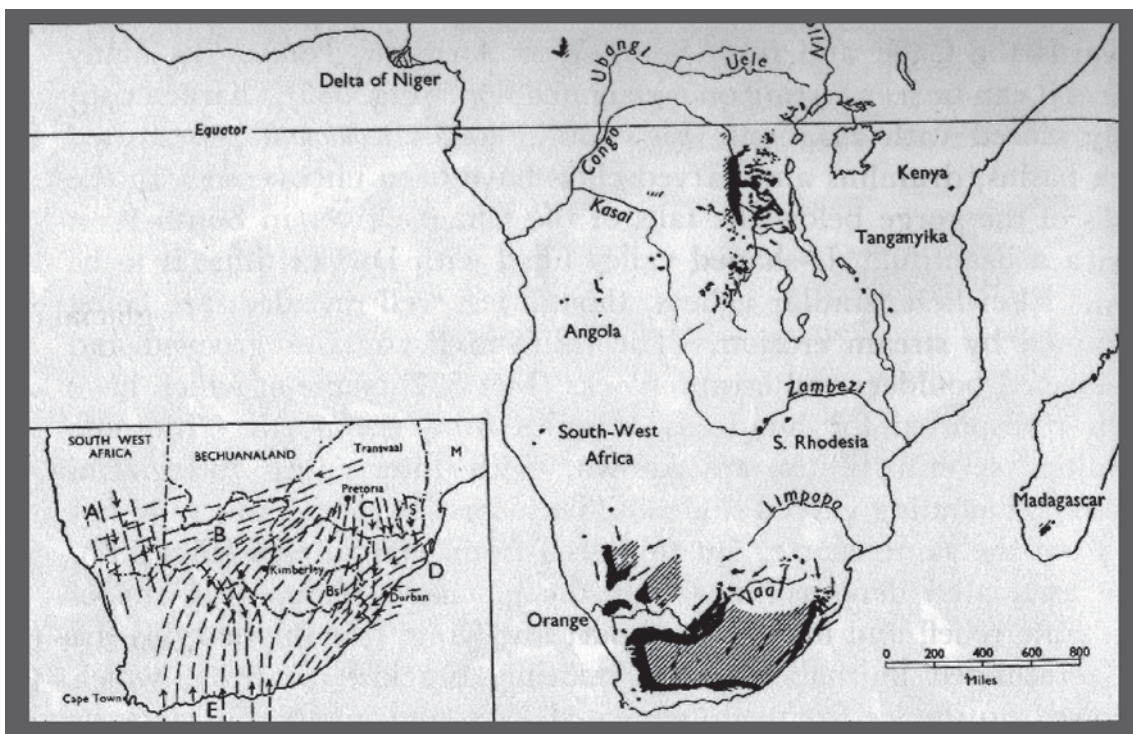 Delta of Niger
Equator
Ubangi
Uele
Nile
Congo
Kasai
Kenya
Tanganyika
Angola
Zambezi
South-West
Africa
S. Rhodesia
Limpopo
Madagascar
Vaal
Orange
0 200 400 600 800
Miles
SOUTH WEST
AFRICA
BECHUANALAND
Transvaal
M
Pretoria
A
B
C
S
Kimberley
D
Bs
Durban
Cape Town
E